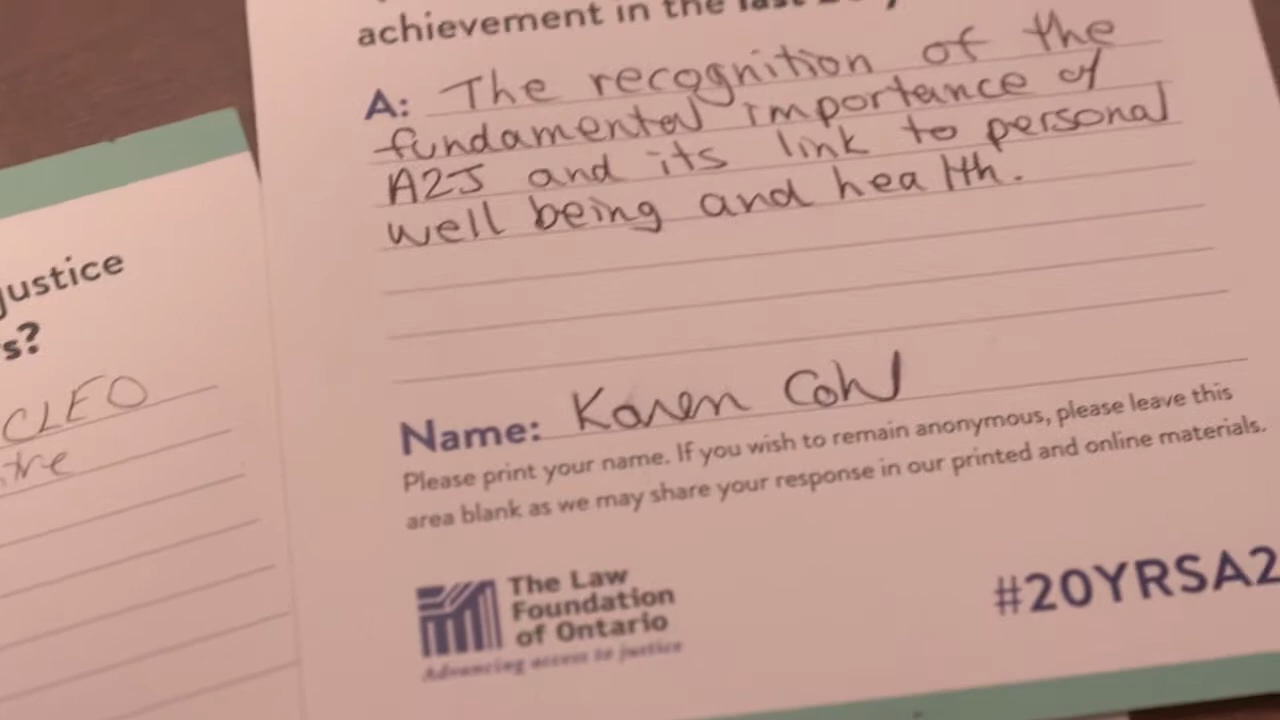 achievement in the last 20 y
A: The recognition of the
fundamental importance of
A2J and its link to personal
well being and health.
Name: Karen Cohl
Please print your name. If you wish to remain anonymous, please leave this
area blank as we may share your response in our printed and online materials.
The Law
Foundation
of Ontario
Advancing access to justice
#20YRSA2
justice
s?
CLEO
tre